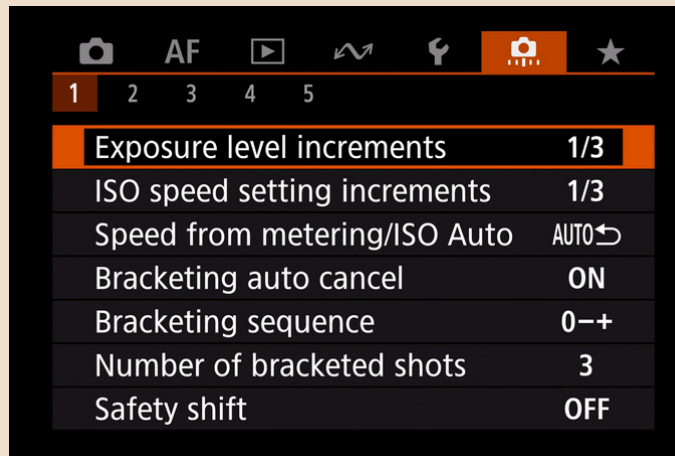 AF
1 2 3 4 5
Exposure level increments 1/3
ISO speed setting increments 1/3
Speed from metering/ISO Auto AUTO
Bracketing auto cancel ON
Bracketing sequence 0−+
Number of bracketed shots 3
Safety shift OFF